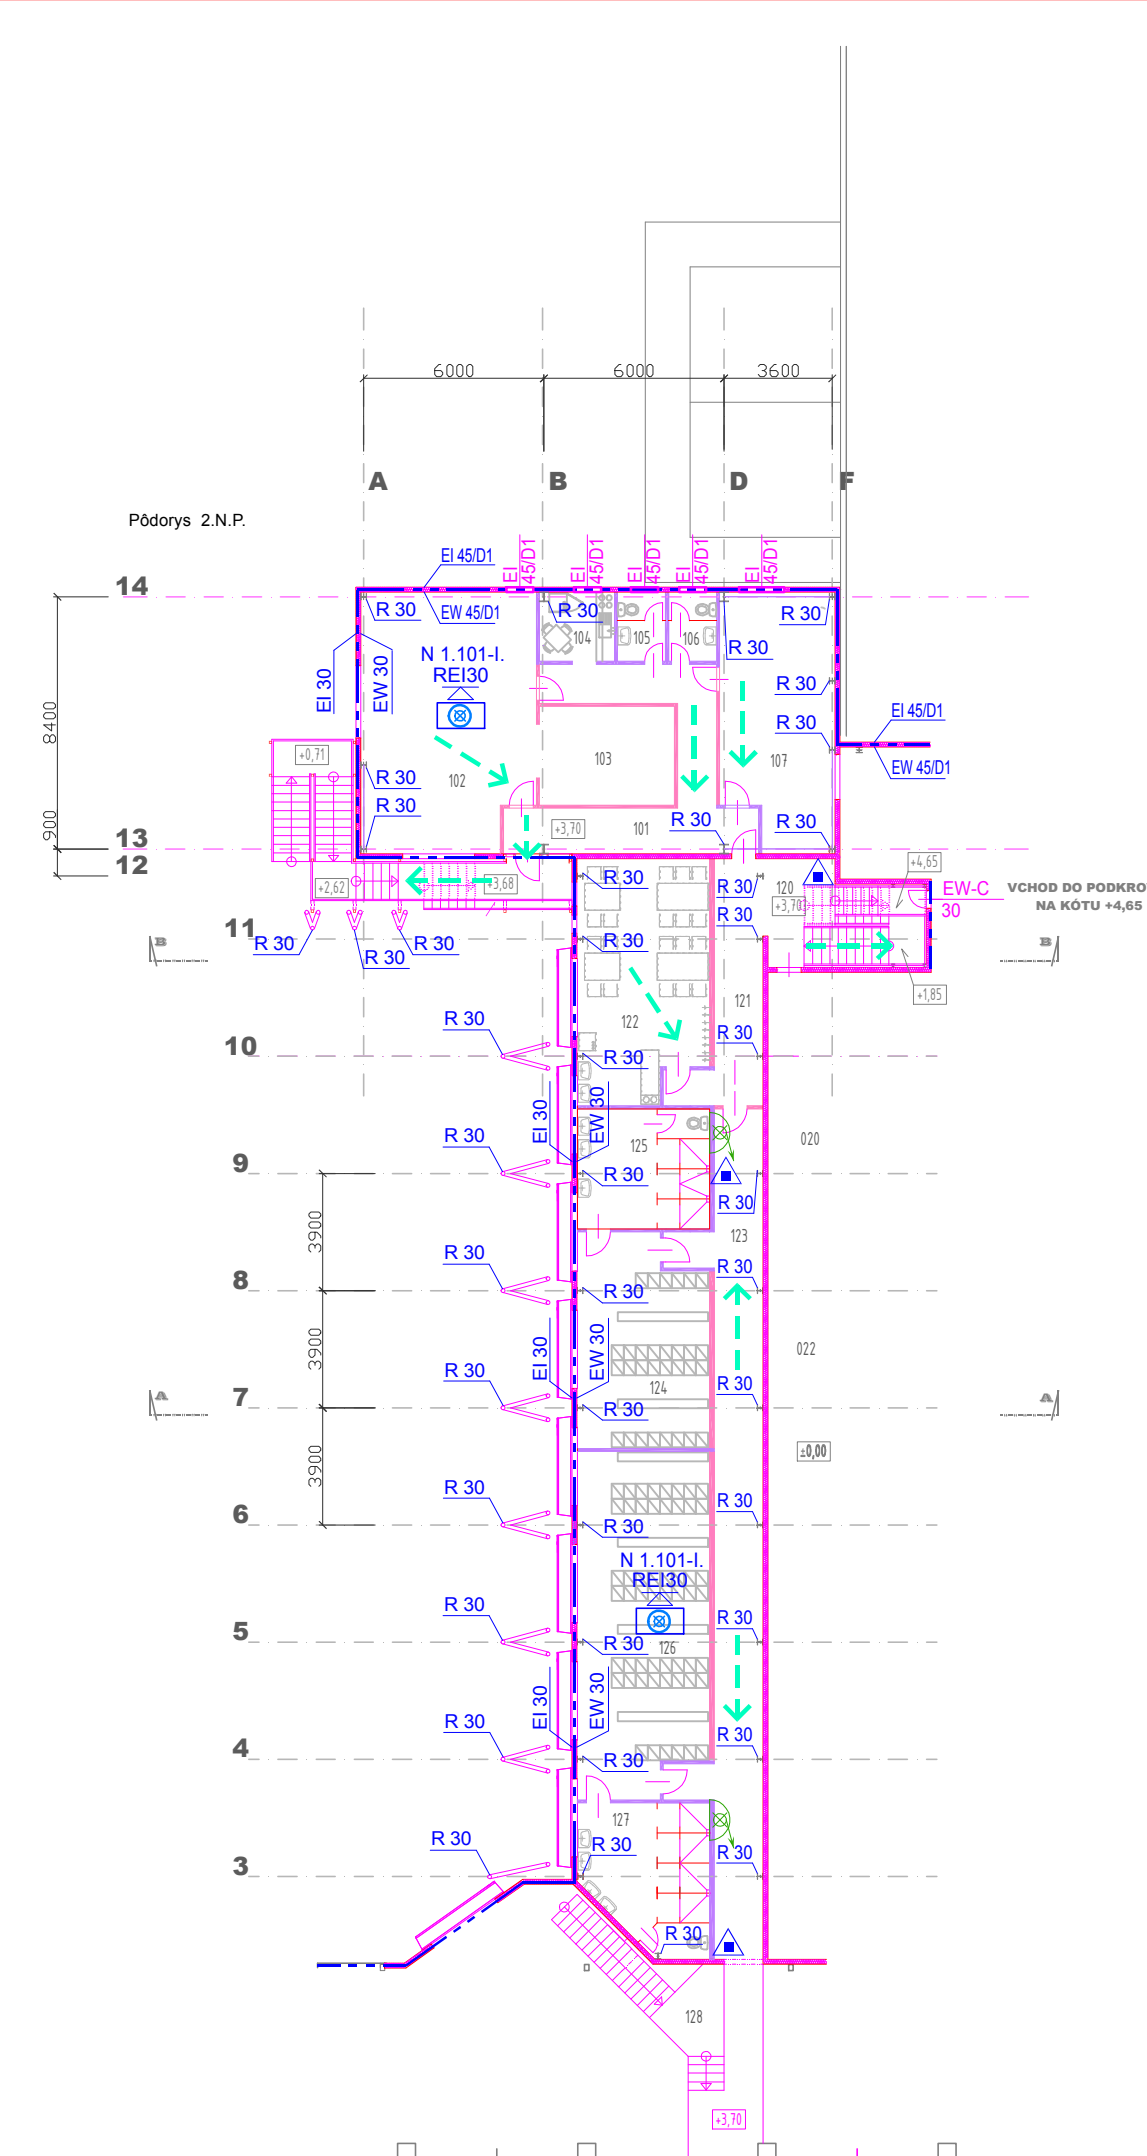 6000
6000
3600
A
B
D
F
Pôdorys 2.N.P.
EI 45/D1
EI 45/D1
EI 45/D1
EI 45/D1
EI 45/D1
EI 45/D1
14
R 30
EW 45/D1
R 30
R 30
104
105
106
R 30
N 1.101-I.
REI30
EI 30
EW 30
R 30
EI 45/D1
R 30
8400
+0,71
103
107
EW 45/D1
R 30
102
R 30
900
13
+3,70
101
R 30
R 30
12
+2,62
+3,68
R 30
R 30
120
+4,65
EW-C
30
VCHOD DO PODKRO
NA KÓTU +4,65
+3,70
11
R 30
R 30
R 30
R 30
R 30
B
B
+1,85
121
122
10
R 30
R 30
R 30
EI 30
EW 30
020
9
R 30
125
R 30
R 30
3900
123
8
R 30
R 30
R 30
3900
EI 30
EW 30
022
7
R 30
124
R 30
R 30
A
A
3900
±0,00
6
R 30
R 30
R 30
N 1.101-I.
REI30
5
R 30
R 30
R 30
126
EI 30
EW 30
4
R 30
R 30
R 30
127
3
R 30
R 30
R 30
R 30
128
+3,70